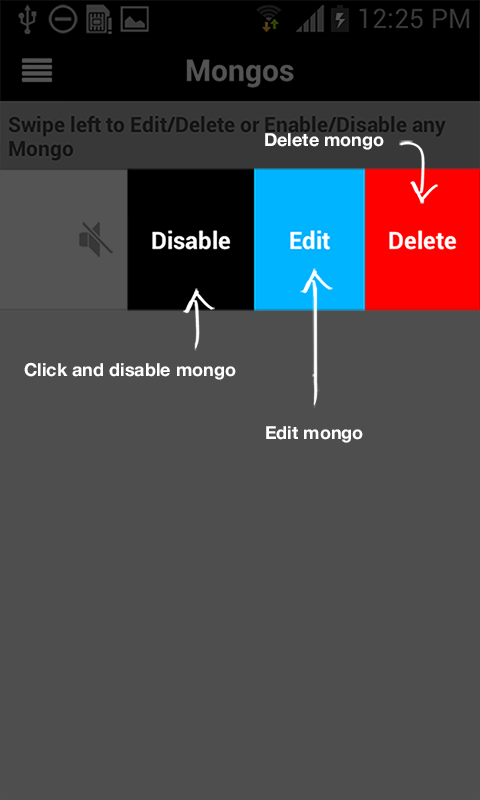 12:25 PM
Mongos
Swipe left to Edit/Delete or Enable/Disable any
Mongo
Delete mongo
Disable
Edit
Delete
Click and disable mongo
Edit mongo